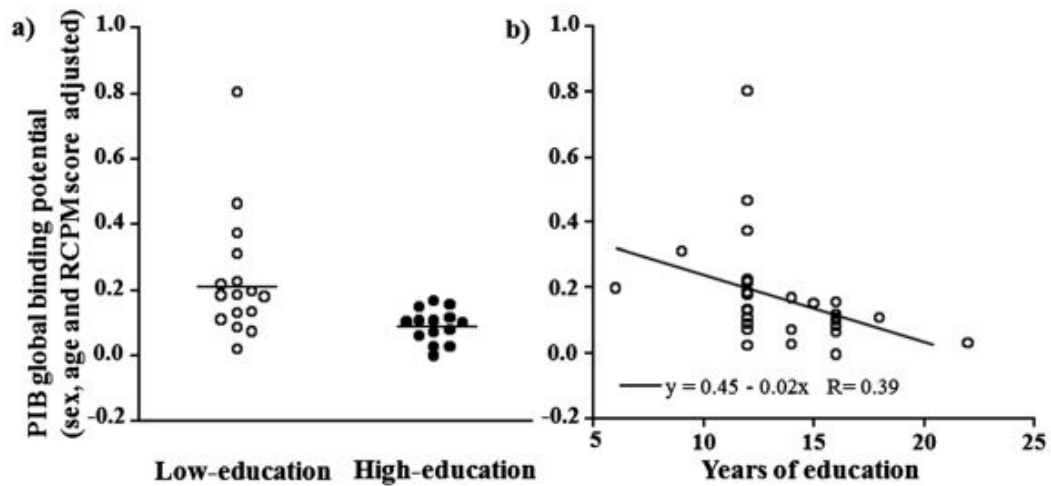 a)
PIB global binding potential
(sex, age and RCPM score adjusted)
1.0
0.8
0.6
0.4
0.2
0.0
-0.2
Low-education
High-education
b)
1.0
0.8
0.6
0.4
0.2
0.0
-0.2
y = 0.45 - 0.02x R= 0.39
5
10
15
20
25
Years of education